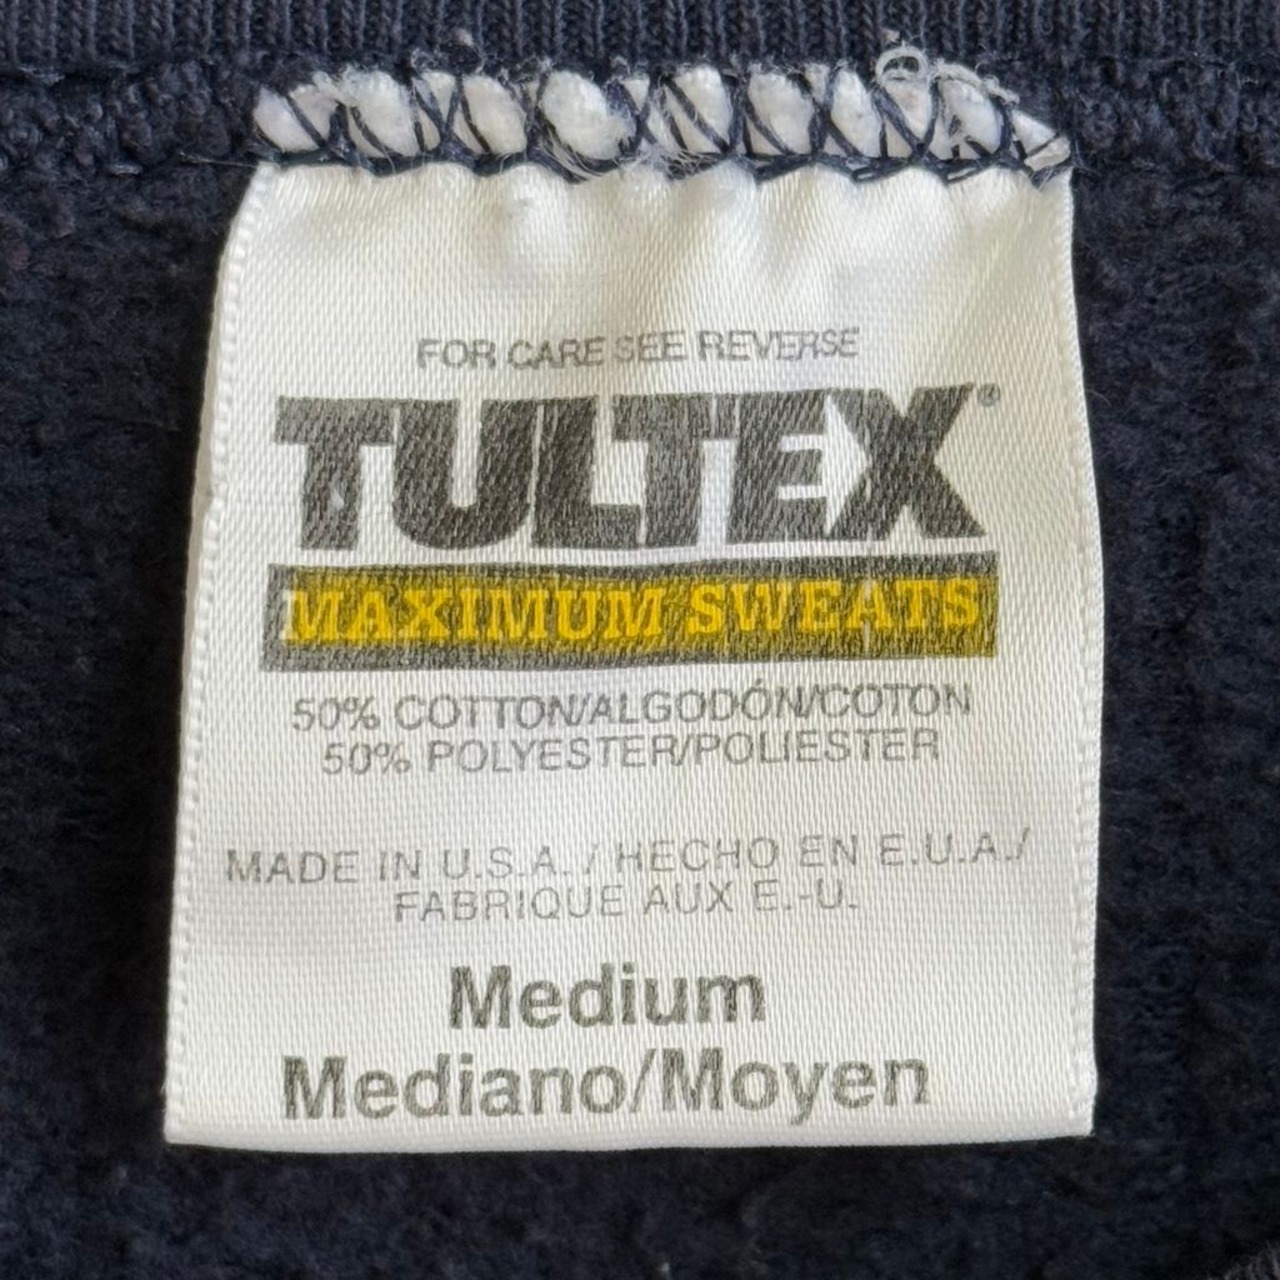 FOR CARE SEE REVERSE
TULTEX®
MAXIMUM SWEATS
50% COTTON/ALGODÓN/COTON
50% POLYESTER/POLIESTER
MADE IN U.S.A. / HECHO EN E.U.A./
FABRIQUE AUX E.-U.
Medium
Mediano/Moyen